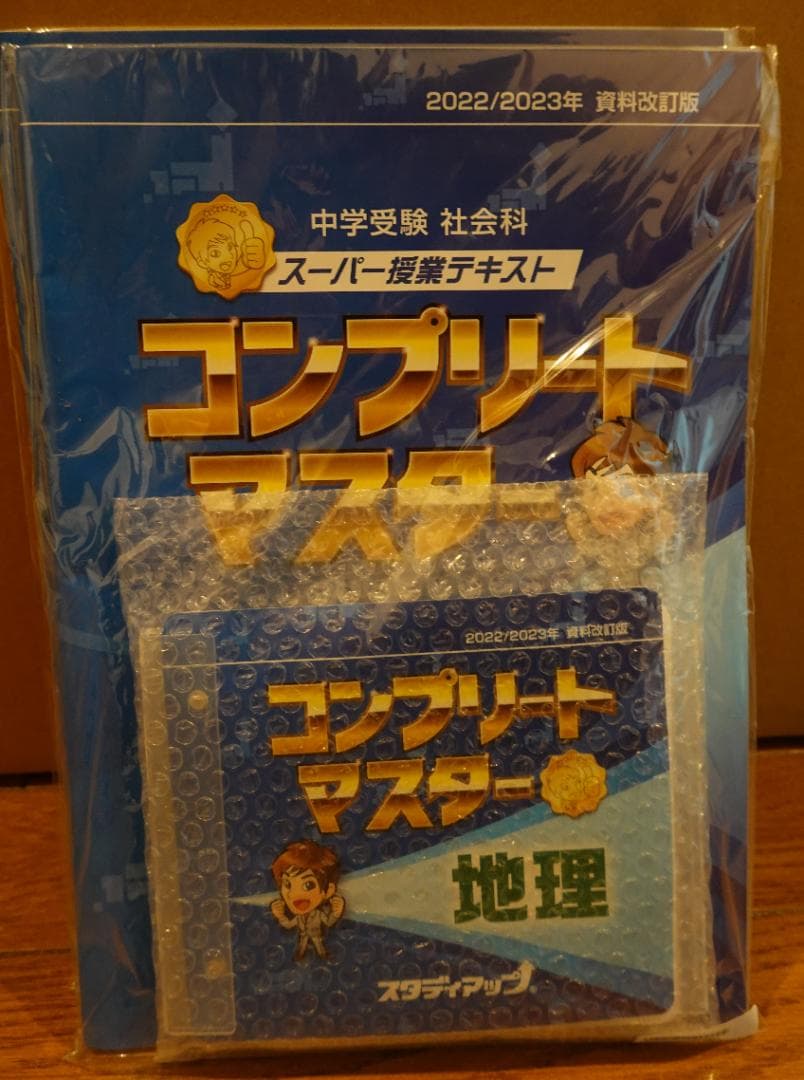 2022/2023年 資料改訂版
中学受験 社会科
スーパー授業テキスト
コンプリート
マスター
2022/2023年 資料改訂版
コンプリート
マスター
地理
スタディアップ